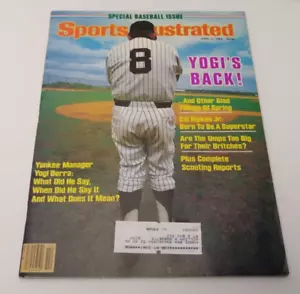 SPECIAL BASEBALL ISSUE
Sports Illustrated
8
YOGI'S
BACK!
And Other Glad
Tidings Of Spring
Cal Ripken Jr.:
Born To Be A Superstar
Are The Umps Too Big
For Their Britches?
Plus Complete
Scouting Reports
Yankee Manager
Yogi Berra:
What Did He Say,
When Did He Say It
And What Does It Mean?